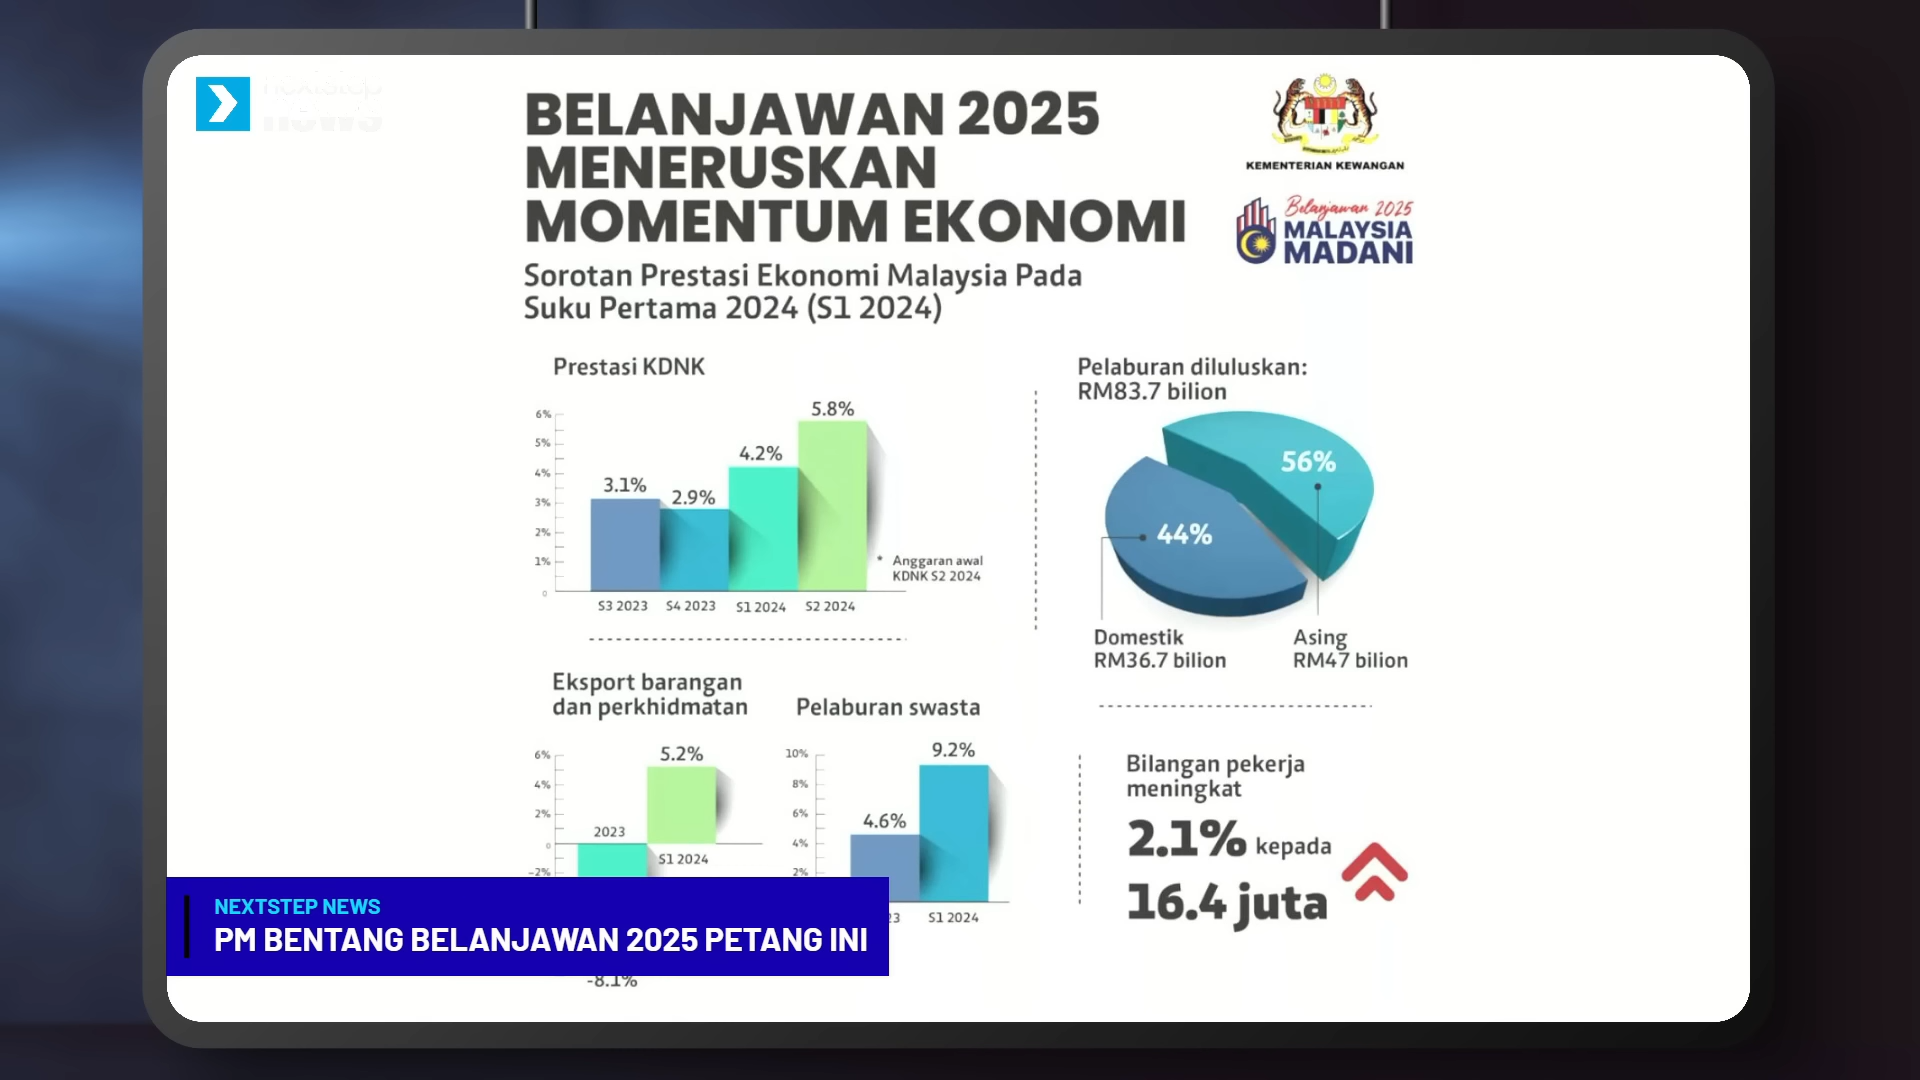 nextstep
news
BELANJAWAN 2025
MENERUSKAN
MOMENTUM EKONOMI
Sorotan Prestasi Ekonomi Malaysia Pada
Suku Pertama 2024 (S1 2024)
KEMENTERIAN KEWANGAN
Belanjawan 2025
MALAYSIA
MADANI
Prestasi KDNK
6%
5%
4%
3%
2%
1%
0
3.1%
2.9%
4.2%
5.8%
S3 2023
S4 2023
S1 2024
S2 2024
* Anggaran awal
KDNK S2 2024
Pelaburan diluluskan:
RM83.7 bilion
56%
44%
Domestik
RM36.7 bilion
Asing
RM47 bilion
Eksport barangan
dan perkhidmatan
6%
4%
2%
0
-2%
5.2%
2023
S1 2024
-8.1%
Pelaburan swasta
10%
8%
6%
4%
2%
4.6%
9.2%
23
S1 2024
Bilangan pekerja
meningkat
2.1% kepada
16.4 juta
NEXTSTEP NEWS
PM BENTANG BELANJAWAN 2025 PETANG INI